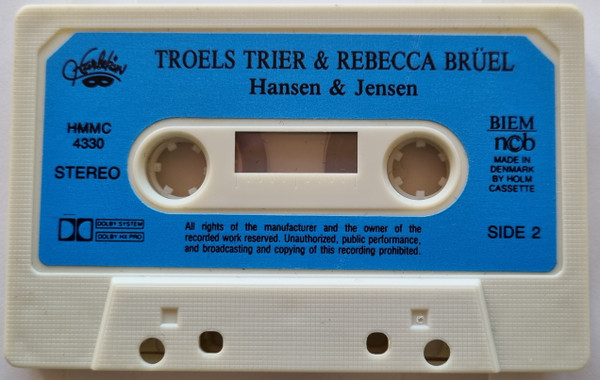 Harlekin
TROELS TRIER & REBECCA BRÜEL
Hansen & Jensen
HMMC
4330
STEREO
BIEM
ncb
MADE IN
DENMARK
BY HOLM
CASSETTE
DOLBY SYSTEM
DOLBY HX PRO
All rights of the manufacturer and the owner of the
recorded work reserved. Unauthorized, public performance,
and broadcasting and copying of this recording prohibited.
SIDE 2